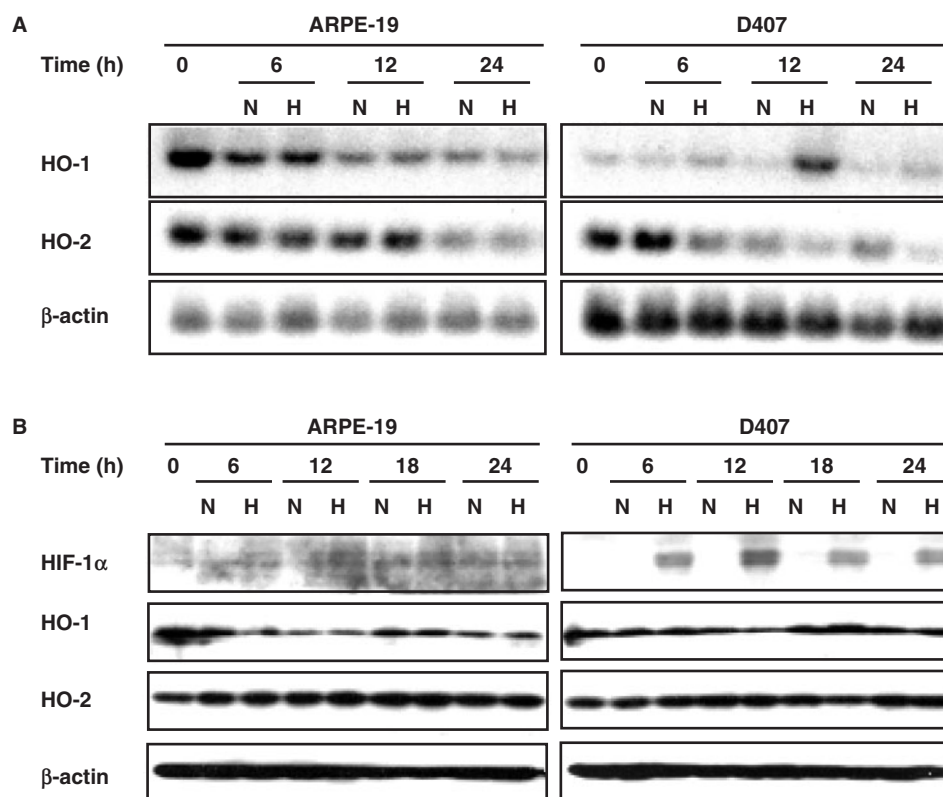 A
ARPE-19 D407
Time (h) 0 6 12 24 0 6 12 24
N H N H N H N H N H N H
HO-1
HO-2
β-actin
B
ARPE-19 D407
Time (h) 0 6 12 18 24 0 6 12 18 24
N H N H N H N H N H N H N H N H
HIF-1α
HO-1
HO-2
β-actin